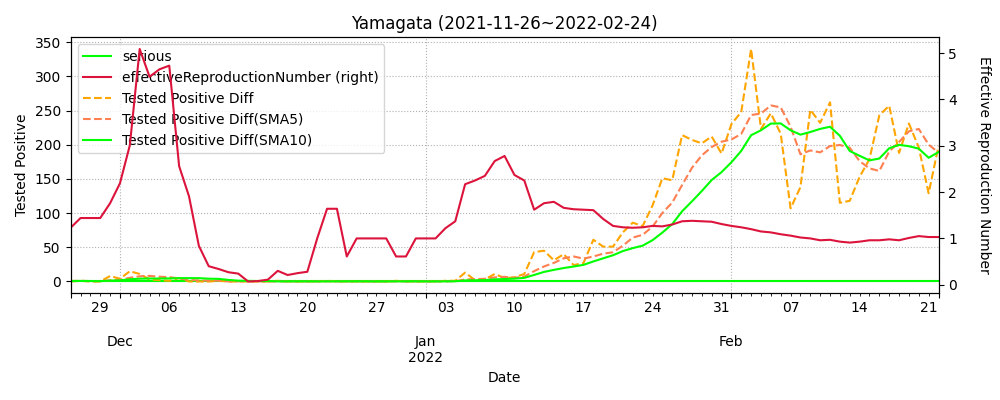 Yamagata (2021-11-26~2022-02-24)
serious
effectiveReproductionNumber (right)
Tested Positive Diff
Tested Positive Diff(SMA5)
Tested Positive Diff(SMA10)
350
300
250
200
150
100
50
0
Tested Positive
5
4
3
2
1
0
Effective Reproduction Number
29 06 13 20 27 03 10 17 24 31 07 14 21
Dec Jan Feb
2022
Date